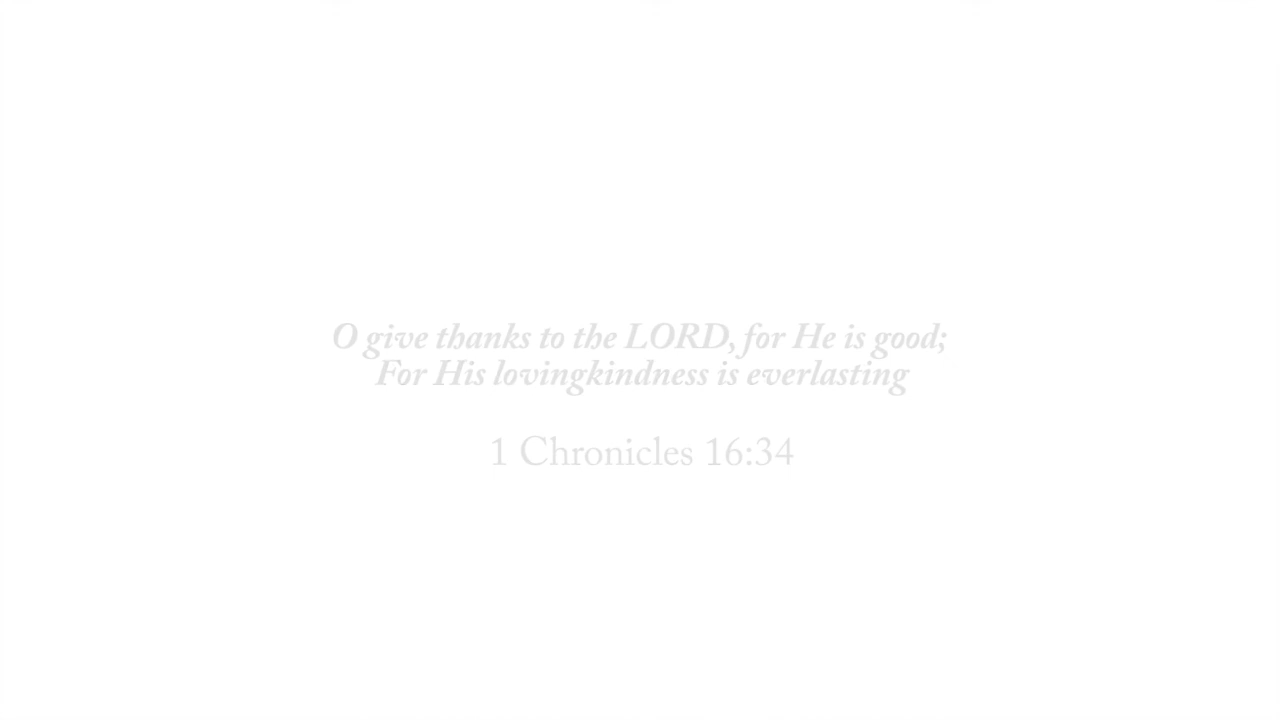 O give thanks to the LORD, for He is good;
For His lovingkindness is everlasting
1 Chronicles 16:34